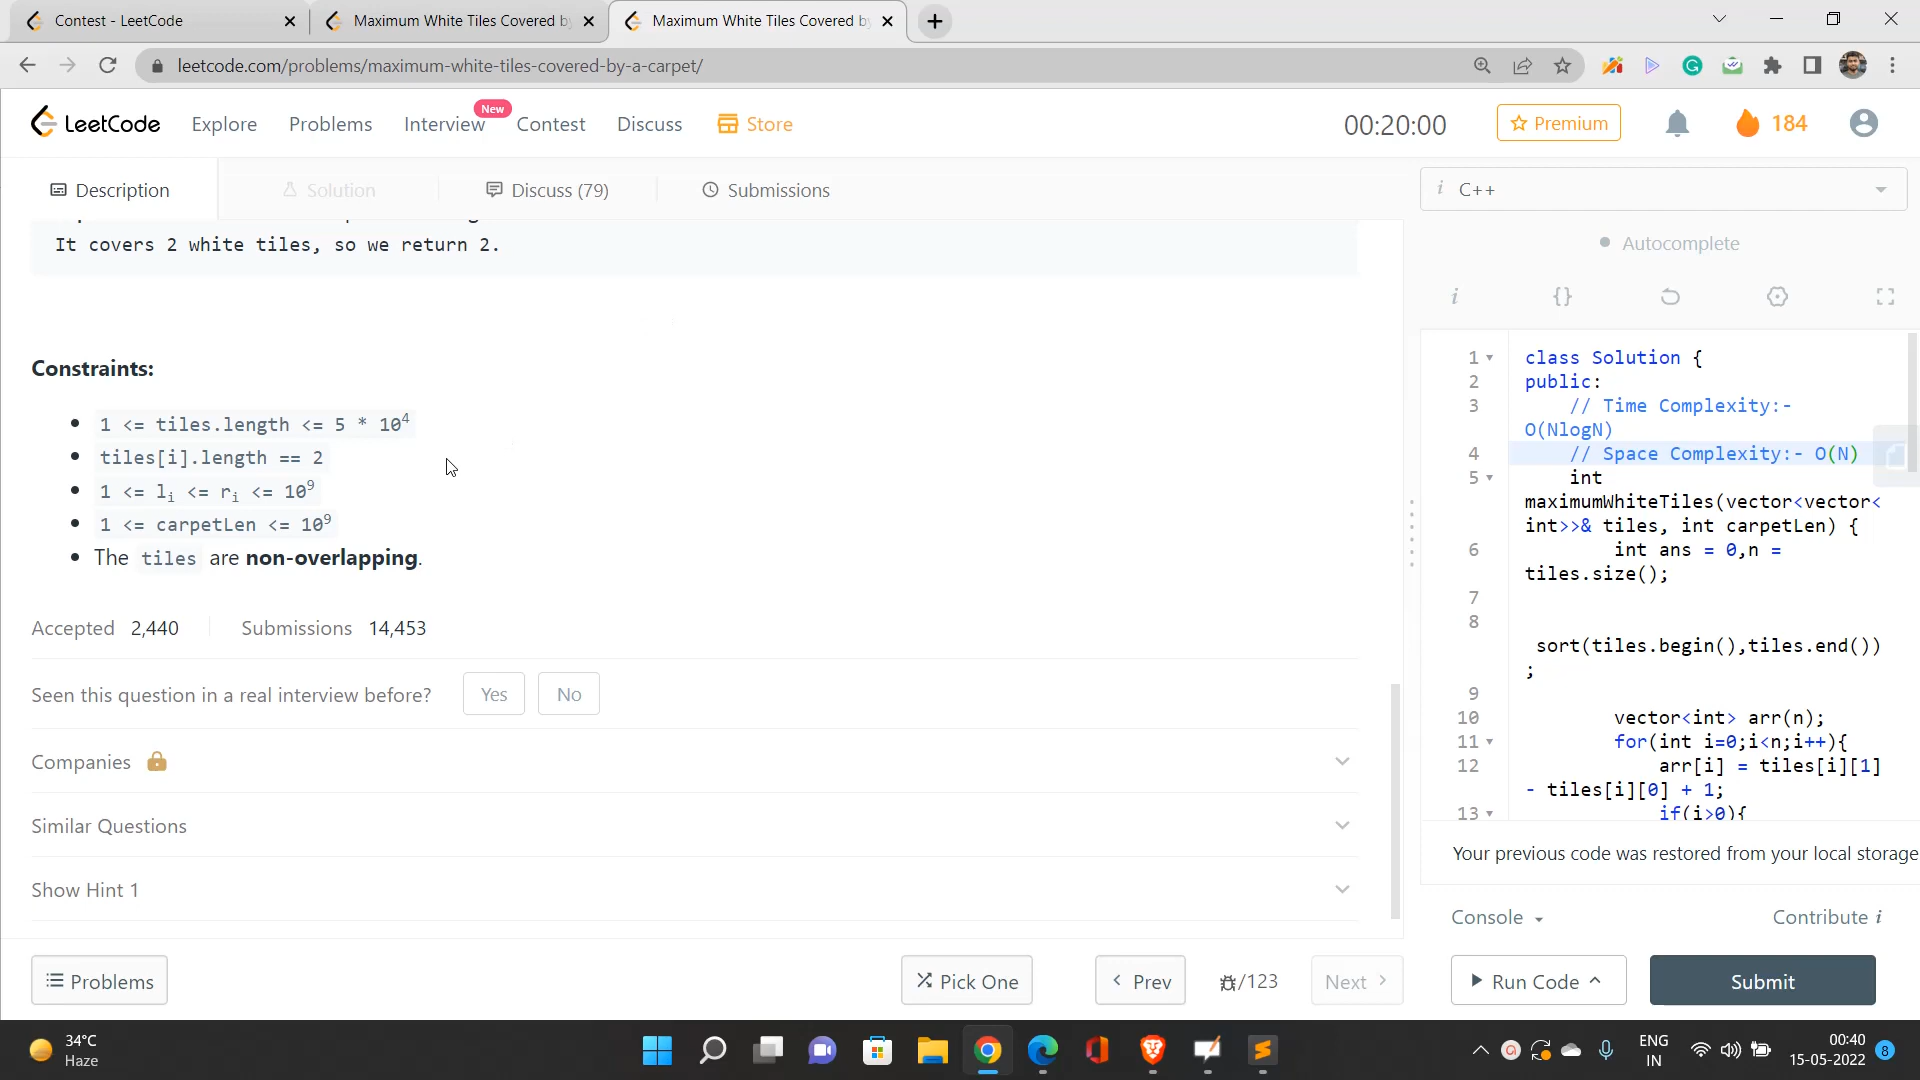 Contest - LeetCode
Maximum White Tiles Covered by
Maximum White Tiles Covered by
leetcode.com/problems/maximum-white-tiles-covered-by-a-carpet/
LeetCode
Explore
Problems
Interview
New
Contest
Discuss
Store
00:20:00
Premium
184
Description
Solution
Discuss (79)
Submissions
i C++
It covers 2 white tiles, so we return 2.
Constraints:
1 <= tiles.length <= 5 * 10⁴
tiles[i].length == 2
1 <= lᵢ <= rᵢ <= 10⁹
1 <= carpetLen <= 10⁹
The tiles are non-overlapping.
Accepted 2,440
Submissions 14,453
Seen this question in a real interview before?
Yes
No
Companies
Similar Questions
Show Hint 1
Problems
Pick One
Prev
/123
Next
Autocomplete
i {}
1 class Solution {
2 public:
3 // Time Complexity:-
O(NlogN)
4 // Space Complexity:- O(N)
5 int
maximumWhiteTiles(vector<vector<
int>>& tiles, int carpetLen) {
6 int ans = 0,n =
tiles.size();
7
8
sort(tiles.begin(),tiles.end())
;
9
10 vector<int> arr(n);
11 for(int i=0;i<n;i++){
12 arr[i] = tiles[i][1]
- tiles[i][0] + 1;
13 if(i>0){
Your previous code was restored from your local storage
Console
Contribute i
Run Code
Submit
34°C
Haze
ENG
IN
00:40
15-05-2022
8